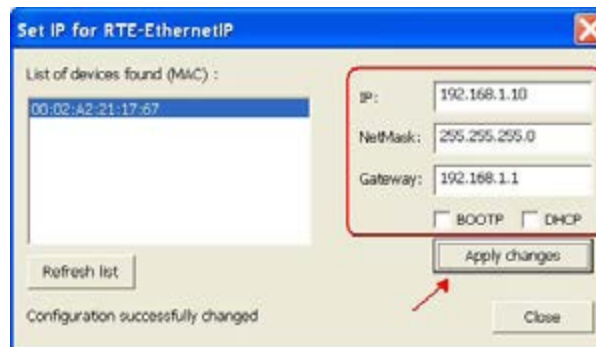 Set IP for RTE-EthernetIP
List of devices found (MAC) :
00:02:A2:21:17:67
Refresh list
Configuration successfully changed
IP: 192.168.1.10
NetMask: 255.255.255.0
Gateway: 192.168.1.1
BOOTP DHCP
Apply changes
Close